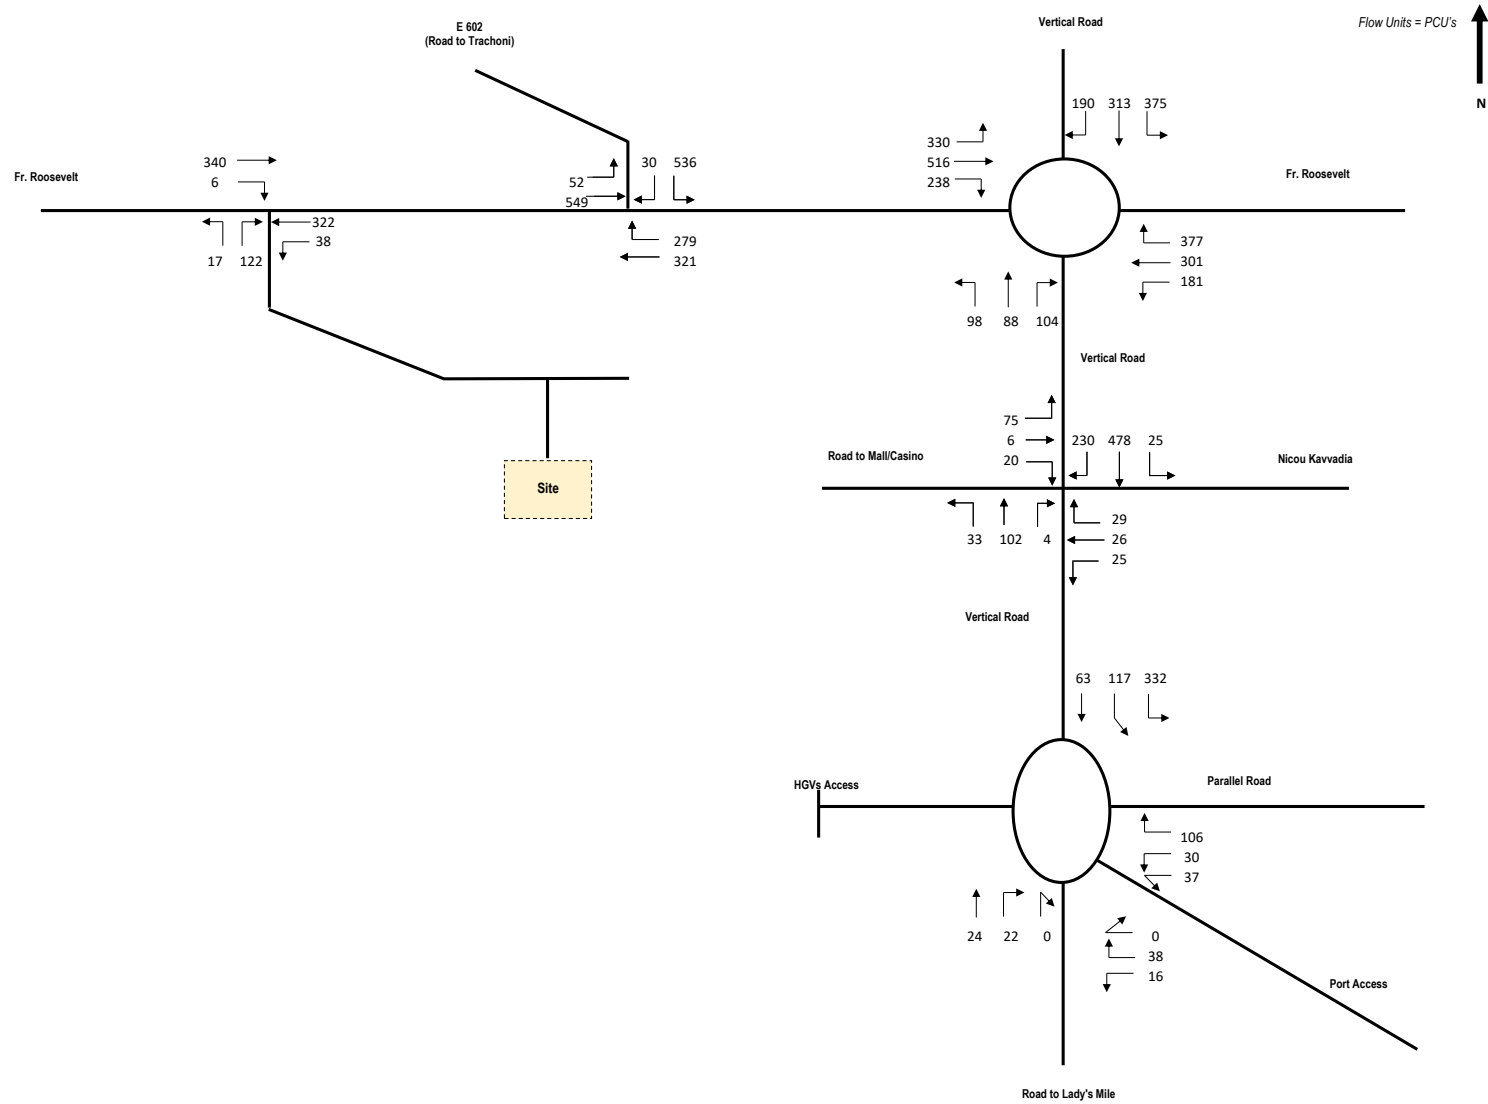 Vertical Road
Flow Units = PCU's
E 602
(Road to Trachoni)
N
190 313 375
330
516
238
340
6
30 536
52
549
Fr. Roosevelt
Fr. Roosevelt
322
38
17 122
279
321
377
301
181
98 88 104
Vertical Road
75
6
20
230 478 25
Road to Mall/Casino
Nicou Kavvadia
Site
33 102 4
29
26
25
Vertical Road
63 117 332
HGVs Access
Parallel Road
106
30
37
24 22 0
0
38
16
Port Access
Road to Lady's Mile